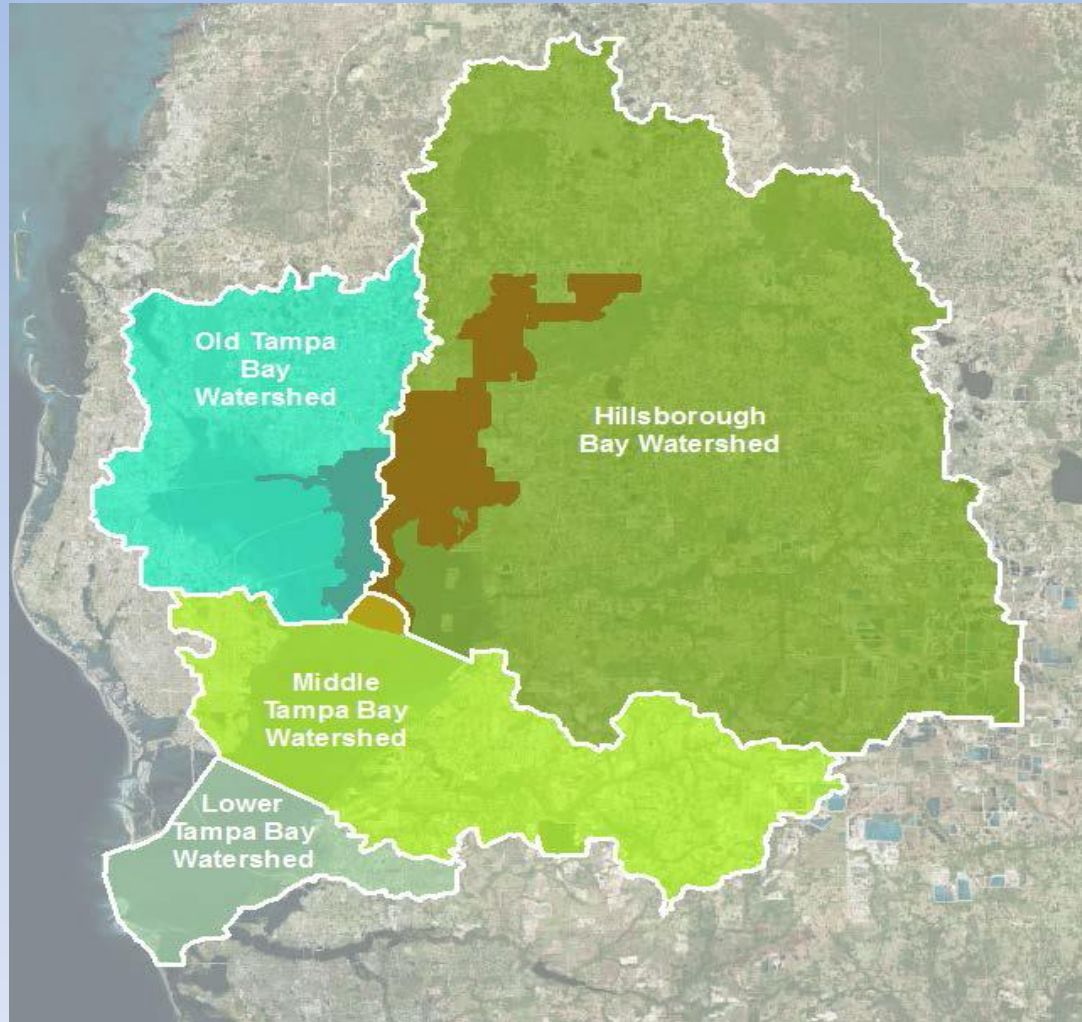 Old Tampa
Bay
Watershed
Hillsborough
Bay Watershed
Middle
Tampa Bay
Watershed
Lower
Tampa Bay
Watershed